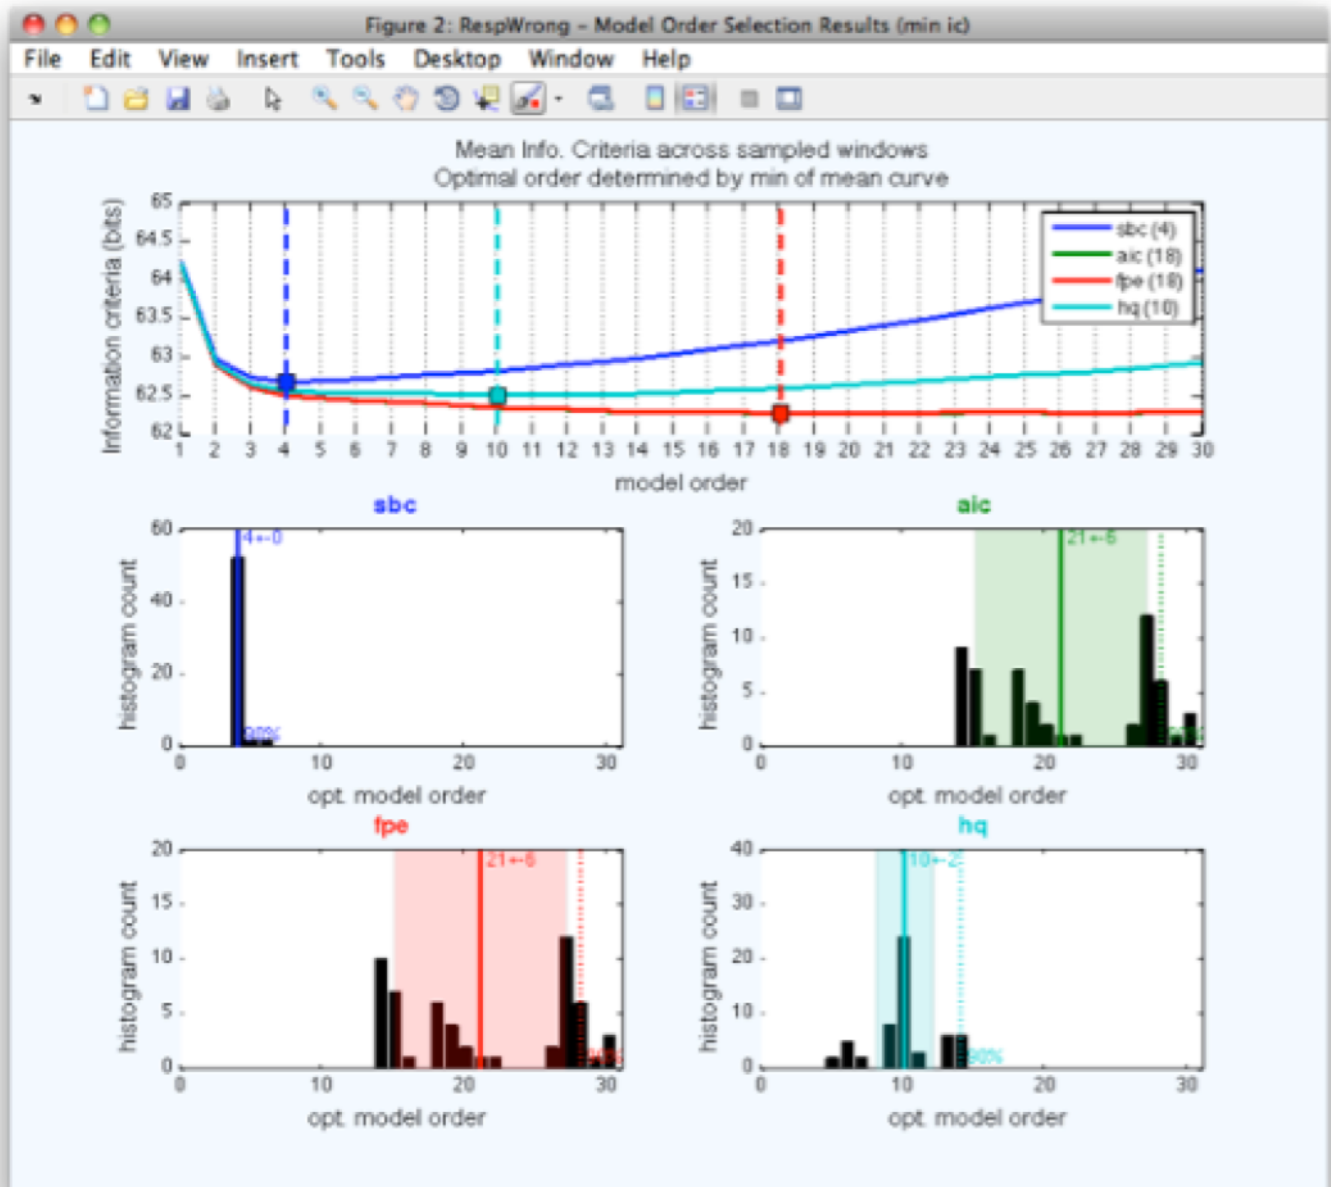 Figure 2: RespWrong – Model Order Selection Results (min ic)
File Edit View Insert Tools Desktop Window Help
Mean Info. Criteria across sampled windows
Optimal order determined by min of mean curve
Information criteria (bits)
65
64.5
64
63.5
63
62.5
62
sbc (4)
aic (18)
fpe (18)
hq (10)
1 2 3 4 5 6 7 8 9 10 11 12 13 14 15 16 17 18 19 20 21 22 23 24 25 26 27 28 29 30
model order
sbc
histogram count
60
40
20
0
4+-0
90%
0 10 20 30
opt. model order
aic
histogram count
20
15
10
5
0
21+-6
0 10 20 30
opt. model order
fpe
histogram count
20
15
10
5
0
21+-6
90%
0 10 20 30
opt. model order
hq
histogram count
40
30
20
10
0
10+-2
90%
0 10 20 30
opt. model order